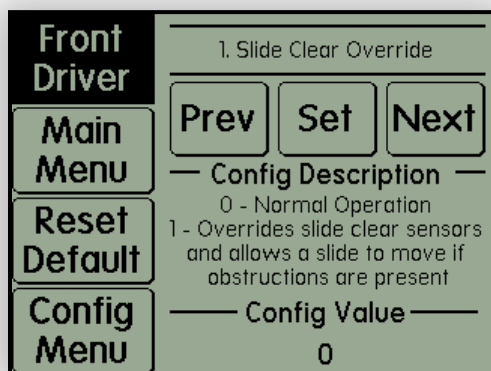 Front
Driver
Main
Menu
Reset
Default
Config
Menu
1. Slide Clear Override
Prev
Set
Next
Config Description
0 - Normal Operation
1 - Overrides slide clear sensors
and allows a slide to move if
obstructions are present
Config Value
0